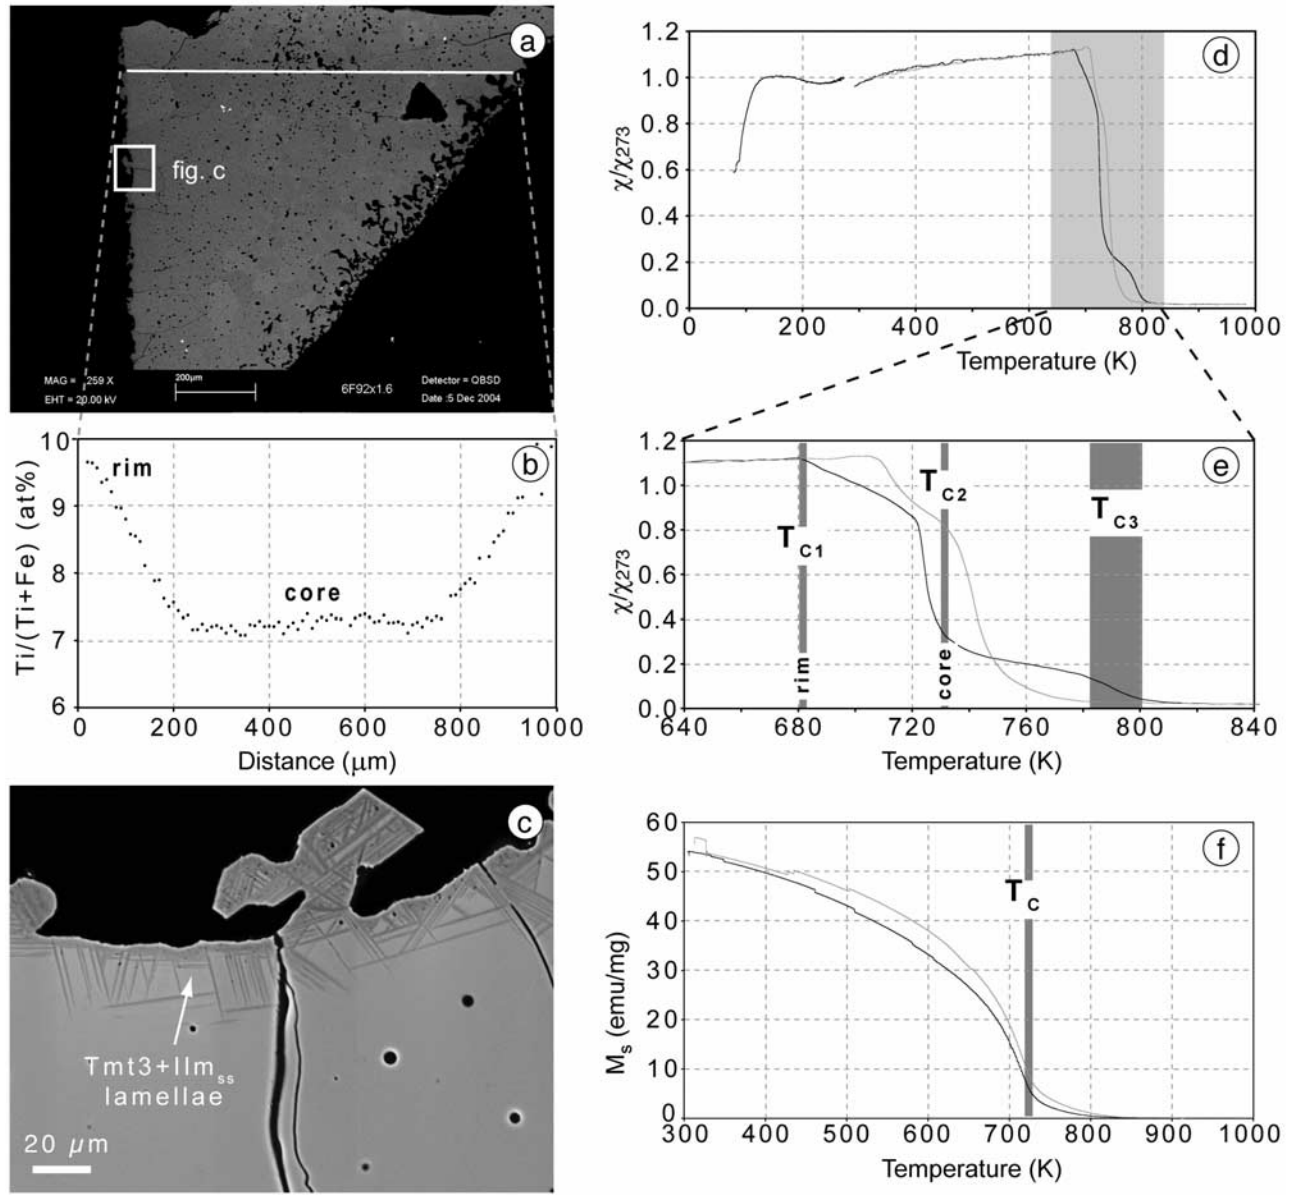 a
fig. c
MAG = 259 X
EHT = 20.00 kV
200µm
6F92x1.6
Detector = QBSD
Date :5 Dec 2004
b
Ti/(Ti+Fe) (at%)
10
9
8
7
6
rim
core
0 200 400 600 800 1000
Distance (µm)
c
Tmt3+Ilm ss
lamellae
20 µm
d
χ/χ273
1.2
1.0
0.8
0.6
0.4
0.2
0.0
0 200 400 600 800 1000
Temperature (K)
e
χ/χ273
1.2
1.0
0.8
0.6
0.4
0.2
0.0
T C1
T C2
T C3
rim
core
640 680 720 760 800 840
Temperature (K)
f
Ms (emu/mg)
60
50
40
30
20
10
0
T C
300 400 500 600 700 800 900 1000
Temperature (K)